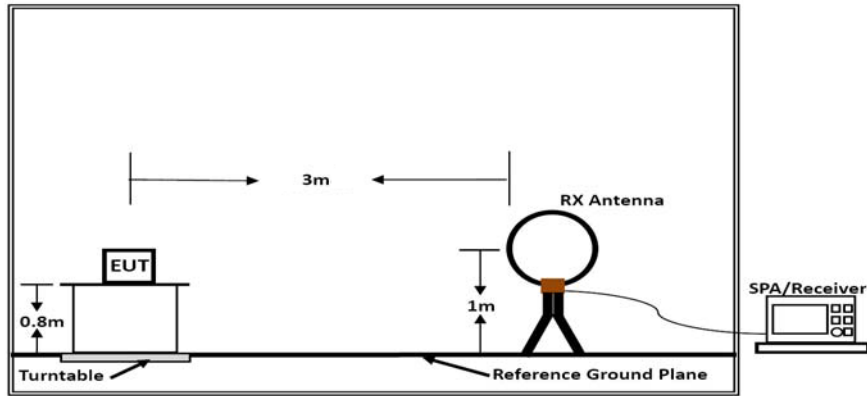 3m
RX Antenna
EUT
SPA/Receiver
0.8m
1m
Turntable
Reference Ground Plane